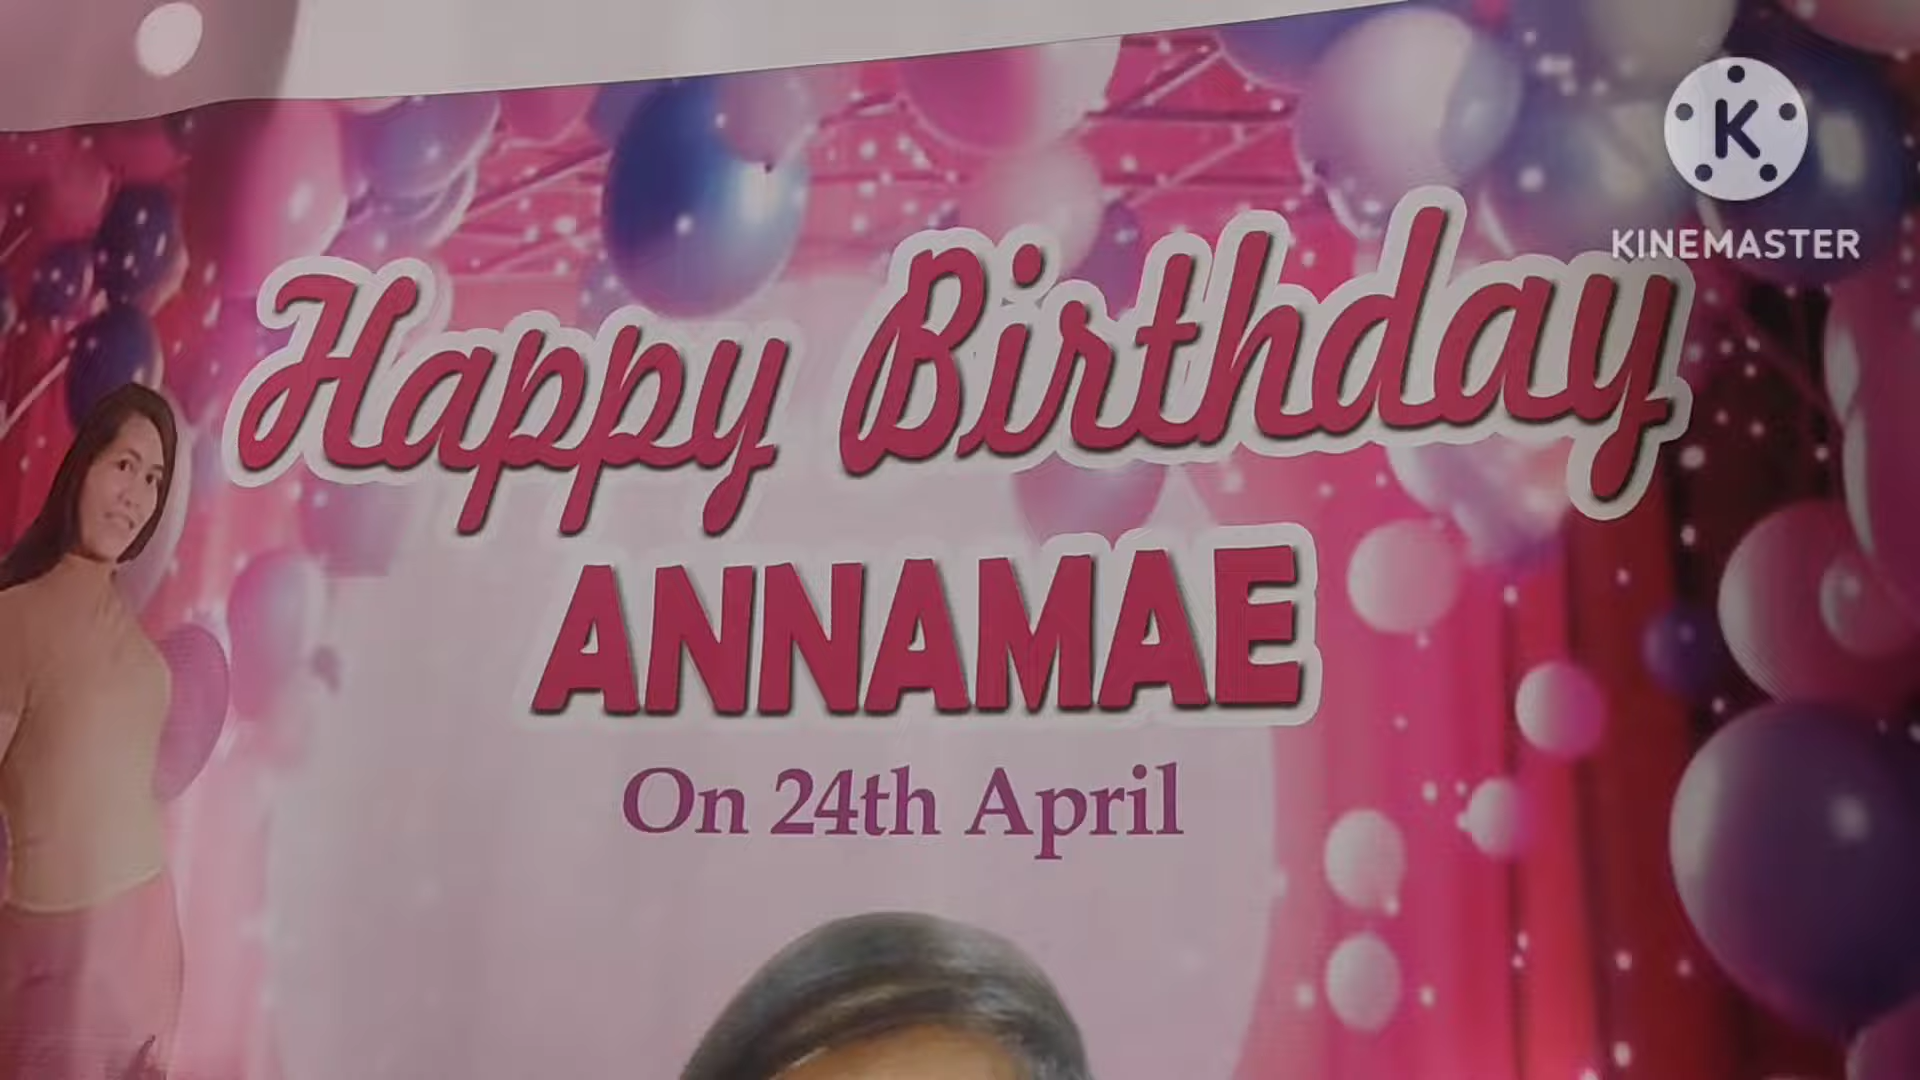 K
KINEMASTER
Happy Birthday
ANNAMAE
On 24th April